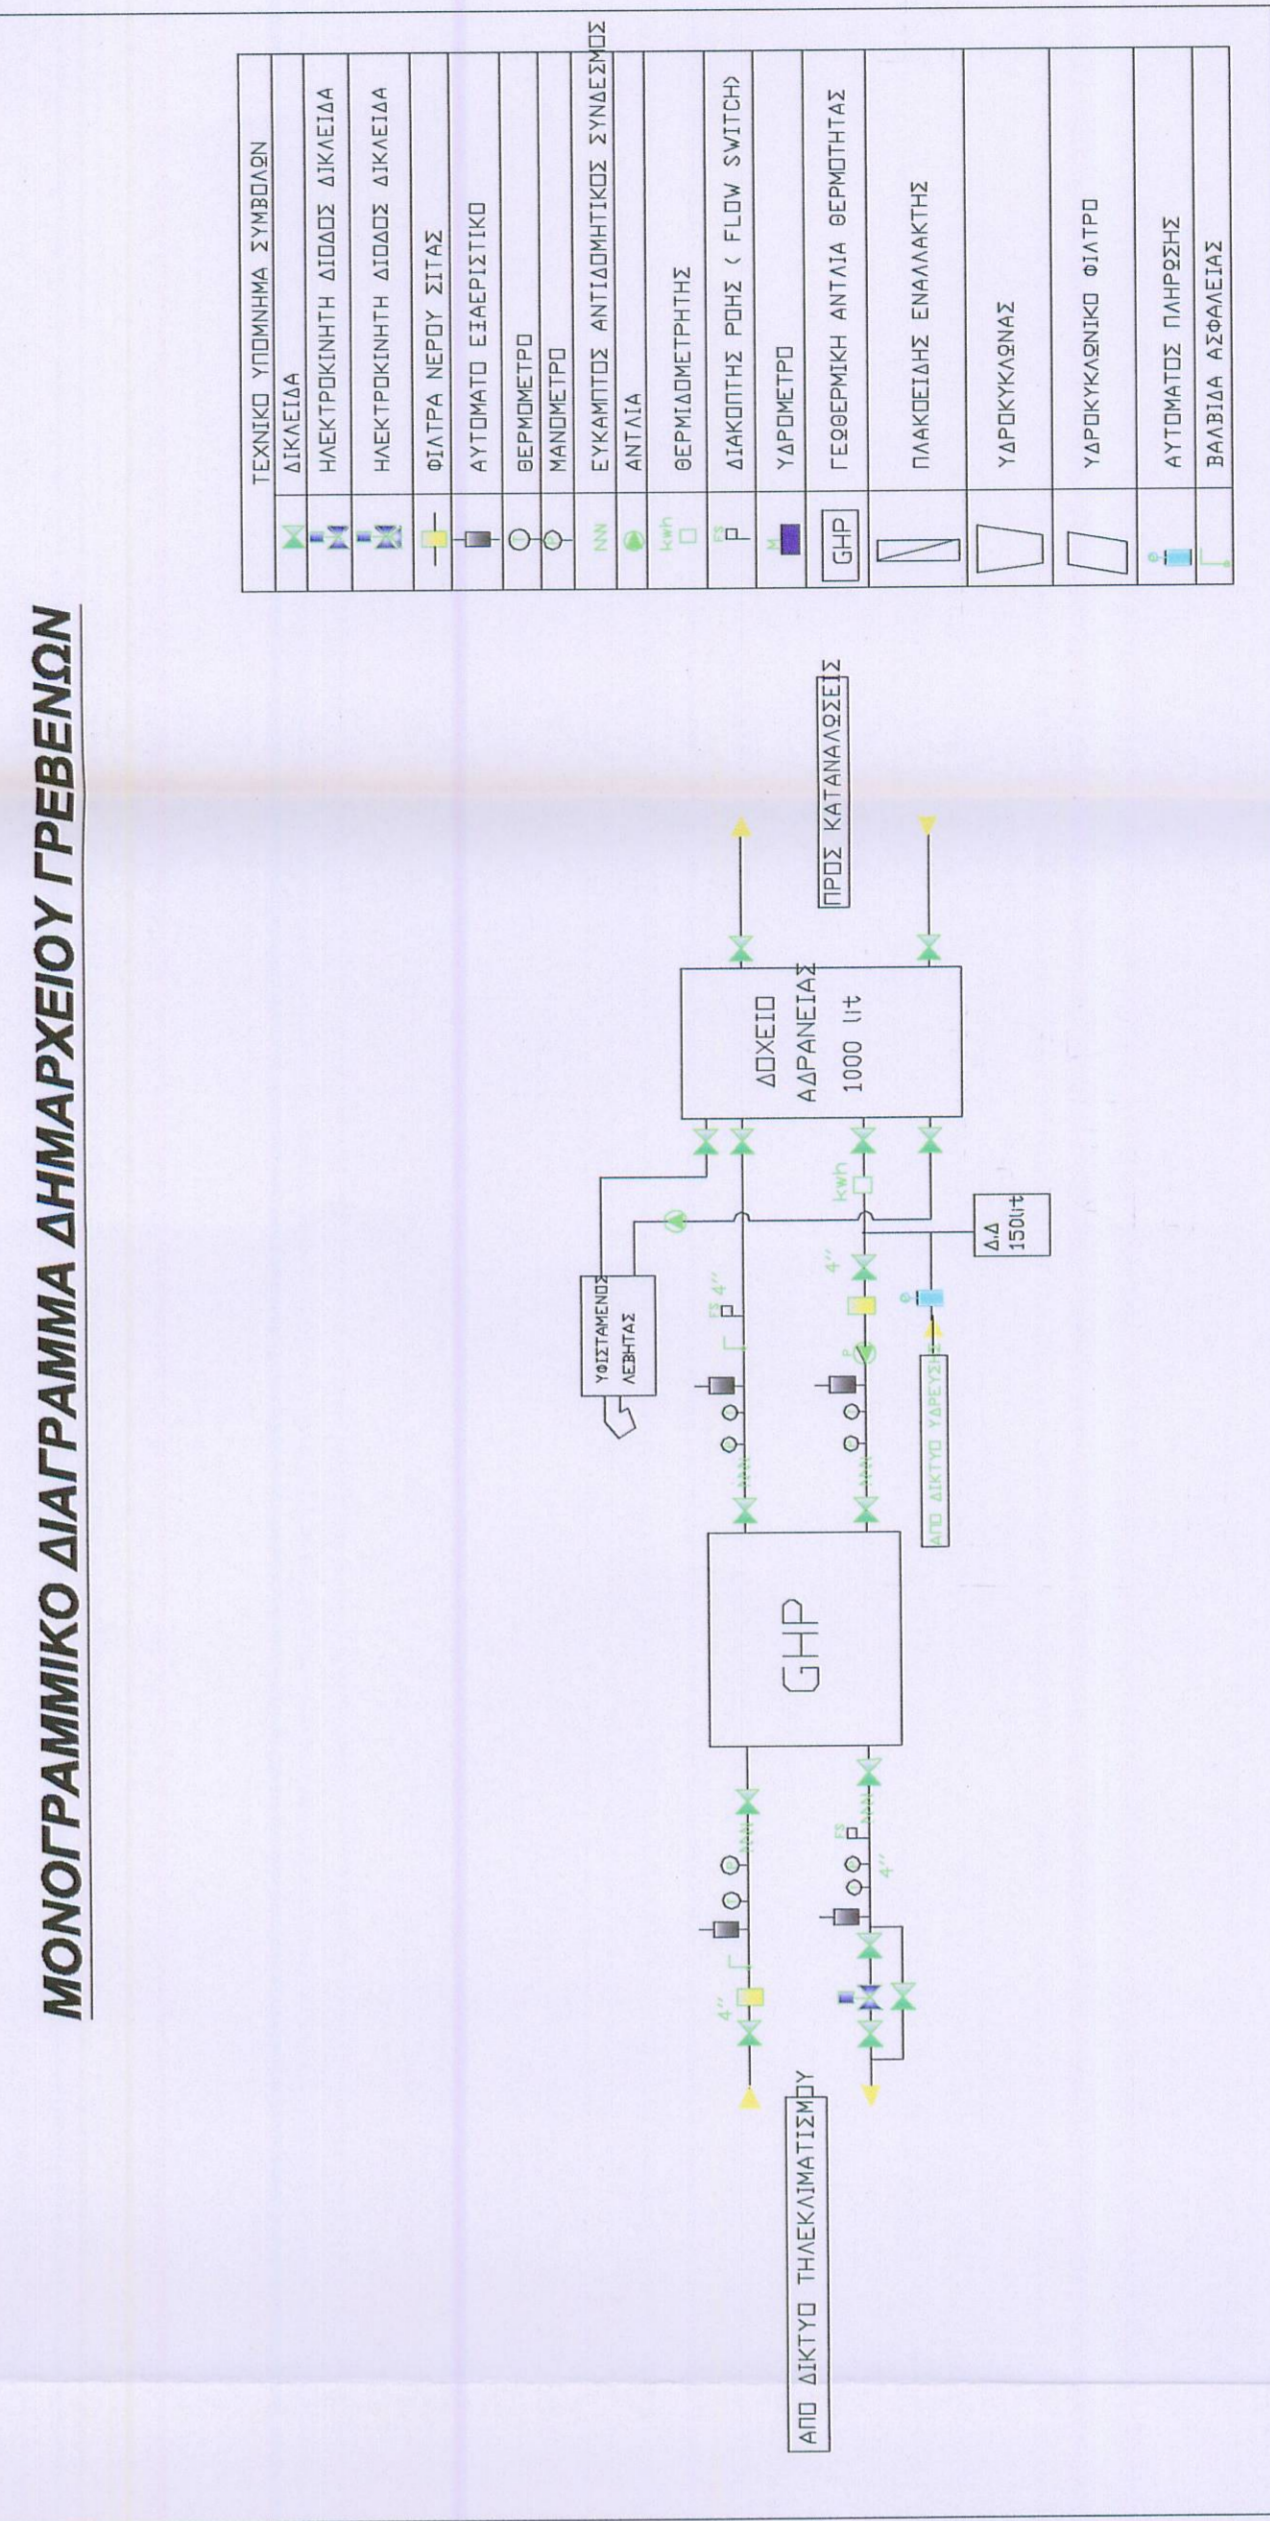 ΜΟΝΟΓΡΑΜΜΙΚΟ ΔΙΑΓΡΑΜΜΑ ΔΗΜΑΡΧΕΙΟΥ ΓΡΕΒΕΝΩΝ
ΤΕΧΝΙΚΟ ΥΠΟΜΝΗΜΑ ΣΥΜΒΟΛΩΝ
ΔΙΚΛΕΙΔΑ
ΗΛΕΚΤΡΟΚΙΝΗΤΗ ΔΙΟΔΟΣ ΔΙΚΛΕΙΔΑ
ΗΛΕΚΤΡΟΚΙΝΗΤΗ ΔΙΟΔΟΣ ΔΙΚΛΕΙΔΑ
ΦΙΛΤΡΑ ΝΕΡΟΥ ΣΙΤΑΣ
ΑΥΤΟΜΑΤΟ ΕΞΑΕΡΙΣΤΙΚΟ
T ΘΕΡΜΟΜΕΤΡΟ
P ΜΑΝΟΜΕΤΡΟ
ΕΥΚΑΜΠΤΟΣ ΑΝΤΙΔΟΜΗΤΙΚΟΣ ΣΥΝΔΕΣΜΟΣ
ΑΝΤΛΙΑ
kwh ΘΕΡΜΙΔΟΜΕΤΡΗΤΗΣ
FS ΔΙΑΚΟΠΤΗΣ ΡΟΗΣ ( FLOW SWITCH)
M ΥΔΡΟΜΕΤΡΟ
GHP ΓΕΩΘΕΡΜΙΚΗ ΑΝΤΛΙΑ ΘΕΡΜΟΤΗΤΑΣ
ΠΛΑΚΟΕΙΔΗΣ ΕΝΑΛΛΑΚΤΗΣ
ΥΔΡΟΚΥΚΛΩΝΑΣ
ΥΔΡΟΚΥΚΛΩΝΙΚΟ ΦΙΛΤΡΟ
ΑΥΤΟΜΑΤΟΣ ΠΛΗΡΩΣΗΣ
ΒΑΛΒΙΔΑ ΑΣΦΑΛΕΙΑΣ
ΥΦΙΣΤΑΜΕΝΟΣ
ΛΕΒΗΤΑΣ
FS 4''
4''
T P
ΔΟΧΕΙΟ
ΑΔΡΑΝΕΙΑΣ
1000 lit
ΠΡΟΣ ΚΑΤΑΝΑΛΩΣΕΙΣ
GHP
ΑΠΟ ΔΙΚΤΥΟ ΤΗΛΕΚΛΙΜΑΤΙΣΜΟΥ
P
4''
kwh
FS
4''
ΑΠΟ ΔΙΚΤΥΟ ΥΔΡΕΥΣΗΣ
Δ.Δ
150lit